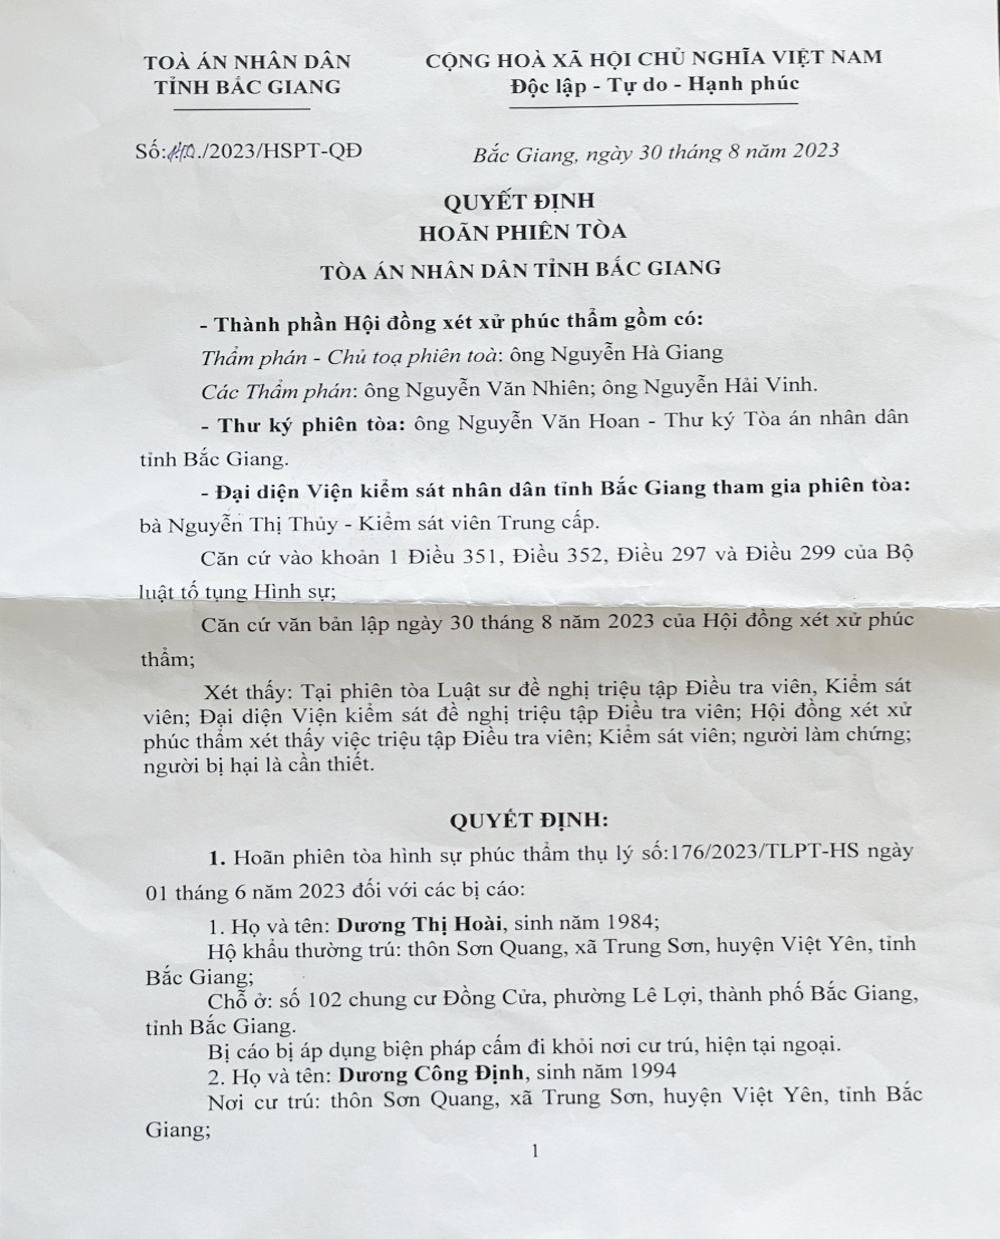 TOÀ ÁN NHÂN DÂN
TỈNH BẮC GIANG
CỘNG HOÀ XÃ HỘI CHỦ NGHĨA VIỆT NAM
Độc lập - Tự do - Hạnh phúc
Số: ./2023/HSPT-QĐ
Bắc Giang, ngày 30 tháng 8 năm 2023
QUYẾT ĐỊNH
HOÃN PHIÊN TÒA
TÒA ÁN NHÂN DÂN TỈNH BẮC GIANG
- Thành phần Hội đồng xét xử phúc thẩm gồm có:
Thẩm phán - Chủ toạ phiên toà: ông Nguyễn Hà Giang
Các Thẩm phán: ông Nguyễn Văn Nhiên; ông Nguyễn Hải Vinh.
- Thư ký phiên tòa: ông Nguyễn Văn Hoan - Thư ký Tòa án nhân dân
tỉnh Bắc Giang.
- Đại diện Viện kiểm sát nhân dân tỉnh Bắc Giang tham gia phiên tòa:
bà Nguyễn Thị Thủy - Kiểm sát viên Trung cấp.
Căn cứ vào khoản 1 Điều 351, Điều 352, Điều 297 và Điều 299 của Bộ
luật tố tụng Hình sự;
Căn cứ văn bản lập ngày 30 tháng 8 năm 2023 của Hội đồng xét xử phúc
thẩm;
Xét thấy: Tại phiên tòa Luật sư đề nghị triệu tập Điều tra viên, Kiểm sát
viên; Đại diện Viện kiểm sát đề nghị triệu tập Điều tra viên; Hội đồng xét xử
phúc thẩm xét thấy việc triệu tập Điều tra viên; Kiểm sát viên; người làm chứng;
người bị hại là cần thiết.
QUYẾT ĐỊNH:
1. Hoãn phiên tòa hình sự phúc thẩm thụ lý số:176/2023/TLPT-HS ngày
01 tháng 6 năm 2023 đối với các bị cáo:
1. Họ và tên: Dương Thị Hoài, sinh năm 1984;
Hộ khẩu thường trú: thôn Sơn Quang, xã Trung Sơn, huyện Việt Yên, tỉnh
Bắc Giang;
Chỗ ở: số 102 chung cư Đồng Cửa, phường Lê Lợi, thành phố Bắc Giang,
tỉnh Bắc Giang.
Bị cáo bị áp dụng biện pháp cấm đi khỏi nơi cư trú, hiện tại ngoại.
2. Họ và tên: Dương Công Định, sinh năm 1994
Nơi cư trú: thôn Sơn Quang, xã Trung Sơn, huyện Việt Yên, tỉnh Bắc
Giang;
1